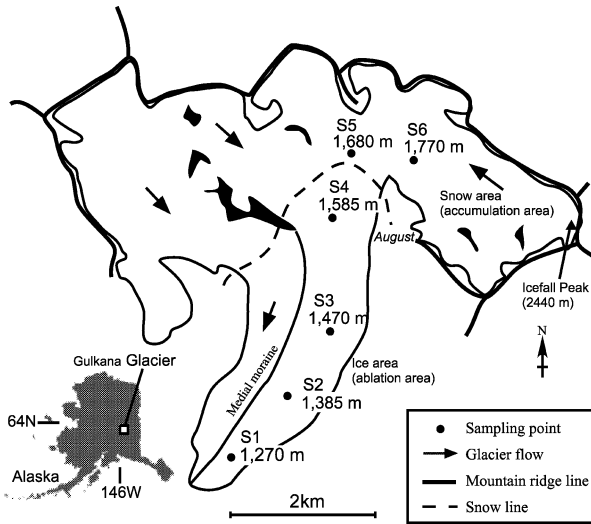 S5
1,680 m
S6
1,770 m
S4
1,585 m
Snow area
(accumulation area)
August
Icefall Peak
(2440 m)
S3
1,470 m
N
Gulkana Glacier
Medial moraine
Ice area
(ablation area)
S2
1,385 m
64N
S1
1,270 m
Alaska
146W
2km
Sampling point
Glacier flow
Mountain ridge line
Snow line